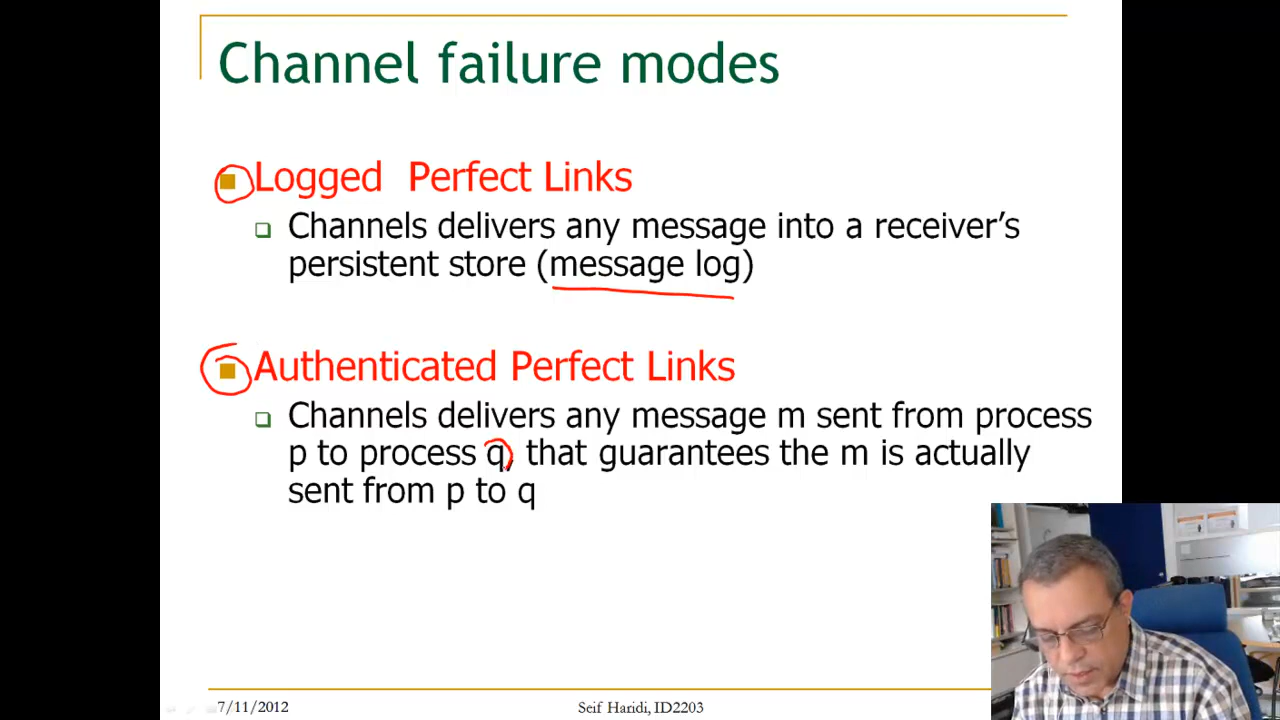 Channel failure modes
Logged Perfect Links
Channels delivers any message into a receiver's
persistent store (message log)
Authenticated Perfect Links
Channels delivers any message m sent from process
p to process q, that guarantees the m is actually
sent from p to q
7/11/2012
Seif Haridi, ID2203